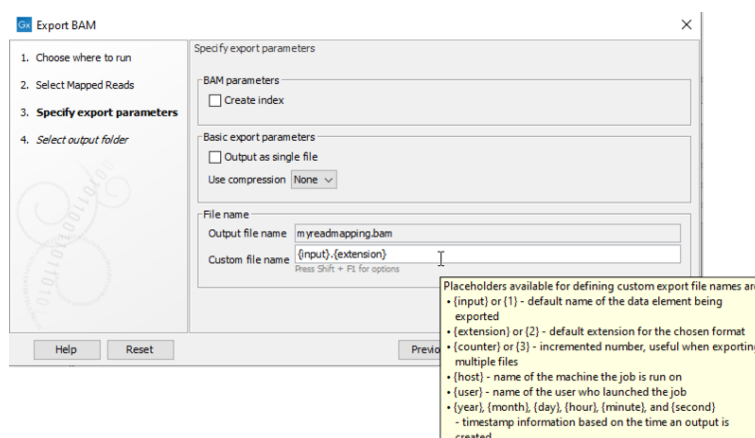 Gx Export BAM
1. Choose where to run
2. Select Mapped Reads
3. Specify export parameters
4. Select output folder
Specify export parameters
BAM parameters
Create index
Basic export parameters
Output as single file
Use compression None
File name
Output file name myreadmapping.bam
Custom file name {input}.{extension}
Press Shift + F1 for options
Help Reset Previo
Placeholders available for defining custom export file names are
• {input} or {1} - default name of the data element being
exported
• {extension} or {2} - default extension for the chosen format
• {counter} or {3} - incremented number, useful when exporting
multiple files
• {host} - name of the machine the job is run on
• {user} - name of the user who launched the job
• {year}, {month}, {day}, {hour}, {minute}, and {second}
- timestamp information based on the time an output is
created